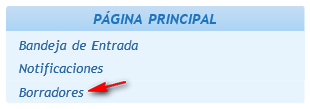 PÁGINA PRINCIPAL
Bandeja de Entrada
Notificaciones
Borradores